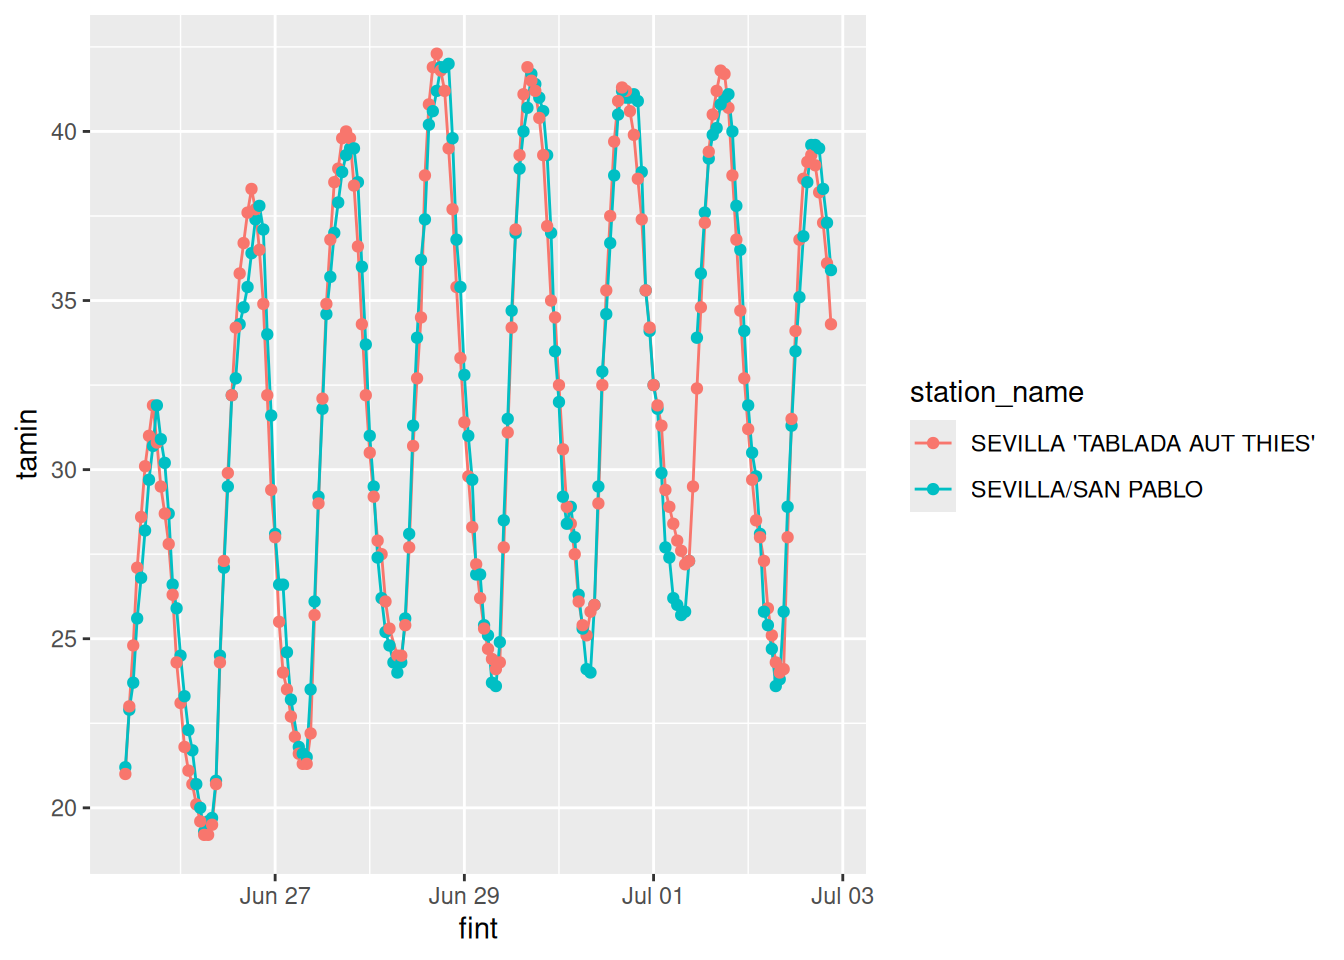 40
35
30
25
20
tamin
Jun 27
Jun 29
Jul 01
Jul 03
fint
station_name
SEVILLA 'TABLADA AUT THIES'
SEVILLA/SAN PABLO